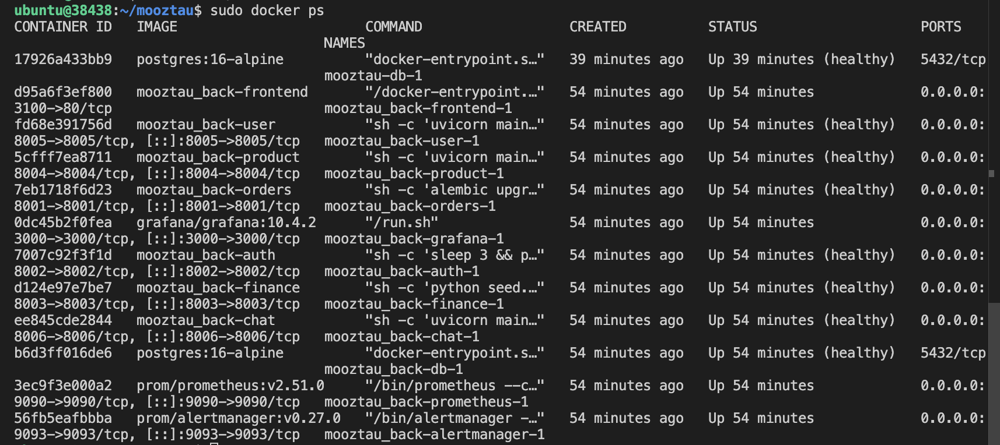 ubuntu@38438:~/mooztau$ sudo docker ps
CONTAINER ID   IMAGE                       COMMAND                  CREATED          STATUS                    PORTS
                                      NAMES
17926a433bb9   postgres:16-alpine          "docker-entrypoint.s…"   39 minutes ago   Up 39 minutes (healthy)   5432/tcp
                                      mooztau-db-1
d95a6f3ef800   mooztau_back-frontend       "/docker-entrypoint.…"   54 minutes ago   Up 54 minutes             0.0.0.0:
3100->80/tcp                          mooztau_back-frontend-1
fd68e391756d   mooztau_back-user           "sh -c 'uvicorn main…"   54 minutes ago   Up 54 minutes (healthy)   0.0.0.0:
8005->8005/tcp, [::]:8005->8005/tcp   mooztau_back-user-1
5cfff7ea8711   mooztau_back-product        "sh -c 'uvicorn main…"   54 minutes ago   Up 54 minutes (healthy)   0.0.0.0:
8004->8004/tcp, [::]:8004->8004/tcp   mooztau_back-product-1
7eb1718f6d23   mooztau_back-orders         "sh -c 'alembic upgr…"   54 minutes ago   Up 54 minutes (healthy)   0.0.0.0:
8001->8001/tcp, [::]:8001->8001/tcp   mooztau_back-orders-1
0dc45b2f0fea   grafana/grafana:10.4.2      "/run.sh"                54 minutes ago   Up 54 minutes             0.0.0.0:
3000->3000/tcp, [::]:3000->3000/tcp   mooztau_back-grafana-1
7007c92f3f1d   mooztau_back-auth           "sh -c 'sleep 3 && p…"   54 minutes ago   Up 54 minutes (healthy)   0.0.0.0:
8002->8002/tcp, [::]:8002->8002/tcp   mooztau_back-auth-1
d124e97e7be7   mooztau_back-finance        "sh -c 'python seed.…"   54 minutes ago   Up 54 minutes (healthy)   0.0.0.0:
8003->8003/tcp, [::]:8003->8003/tcp   mooztau_back-finance-1
ee845cde2844   mooztau_back-chat           "sh -c 'uvicorn main…"   54 minutes ago   Up 54 minutes (healthy)   0.0.0.0:
8006->8006/tcp, [::]:8006->8006/tcp   mooztau_back-chat-1
b6d3ff016de6   postgres:16-alpine          "docker-entrypoint.s…"   54 minutes ago   Up 54 minutes (healthy)   5432/tcp
                                      mooztau_back-db-1
3ec9f3e000a2   prom/prometheus:v2.51.0     "/bin/prometheus --c…"   54 minutes ago   Up 54 minutes             0.0.0.0:
9090->9090/tcp, [::]:9090->9090/tcp   mooztau_back-prometheus-1
56fb5eafbbba   prom/alertmanager:v0.27.0   "/bin/alertmanager -…"   54 minutes ago   Up 54 minutes             0.0.0.0:
9093->9093/tcp, [::]:9093->9093/tcp   mooztau_back-alertmanager-1